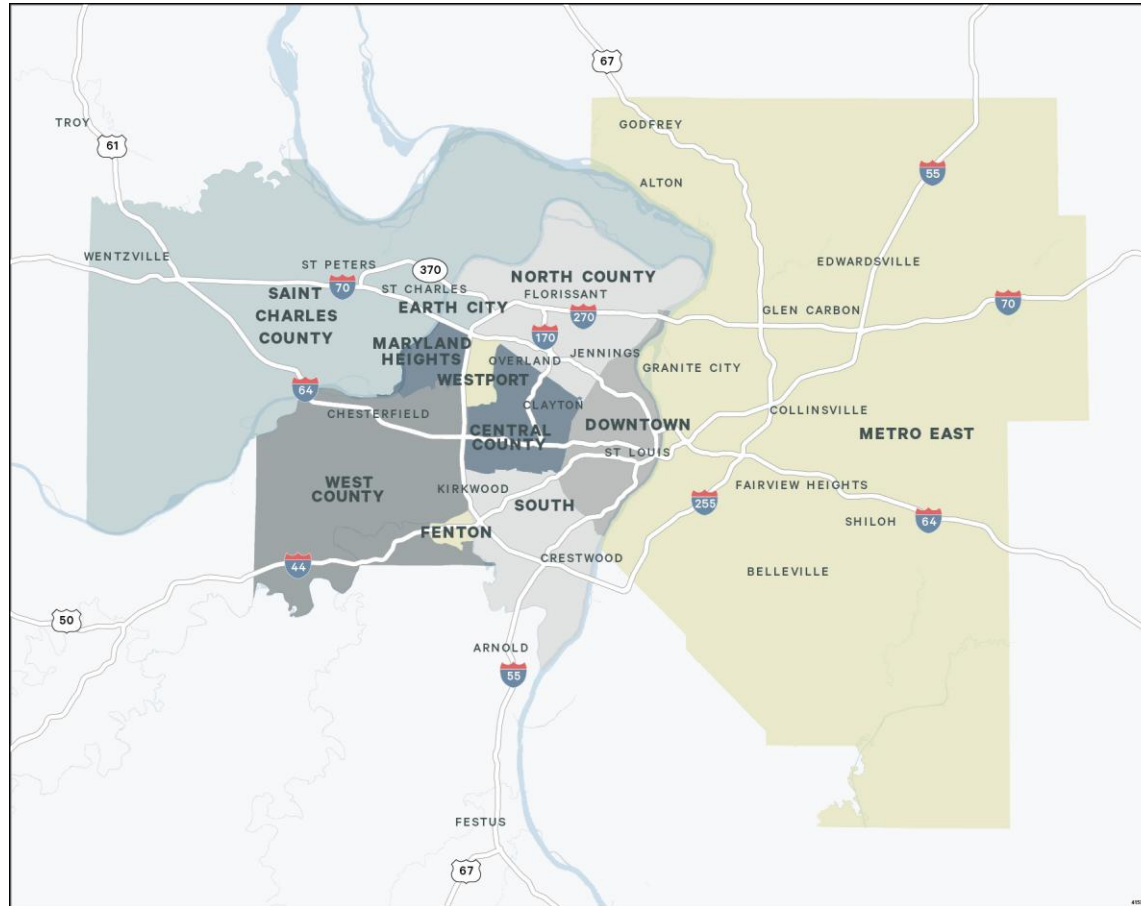 67
TROY
GODFREY
61
55
ALTON
WENTZVILLE
ST PETERS
370
NORTH COUNTY
EDWARDSVILLE
70
ST CHARLES
FLORISSANT
SAINT
CHARLES
COUNTY
EARTH CITY
270
GLEN CARBON
70
170
MARYLAND
HEIGHTS
OVERLAND
JENNINGS
GRANITE CITY
WESTPORT
64
CHESTERFIELD
CLAYTON
COLLINSVILLE
CENTRAL
COUNTY
DOWNTOWN
METRO EAST
ST LOUIS
WEST
COUNTY
KIRKWOOD
FAIRVIEW HEIGHTS
SOUTH
255
SHILOH
64
FENTON
44
CRESTWOOD
BELLEVILLE
50
ARNOLD
55
FESTUS
67